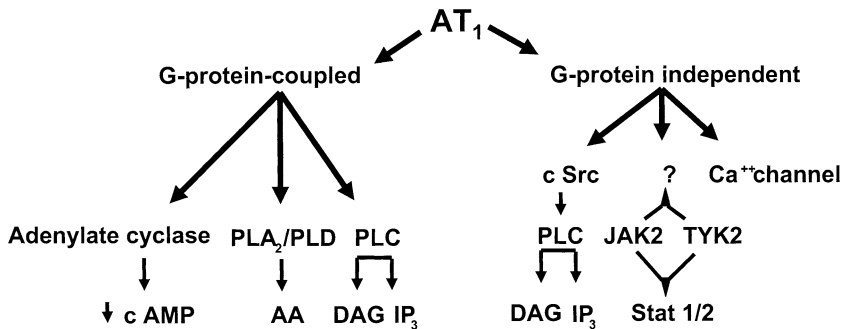 AT1
G-protein-coupled G-protein independent
c Src ? Ca++channel
Adenylate cyclase PLA2/PLD PLC PLC JAK2 TYK2
c AMP AA DAG IP3 DAG IP3 Stat 1/2